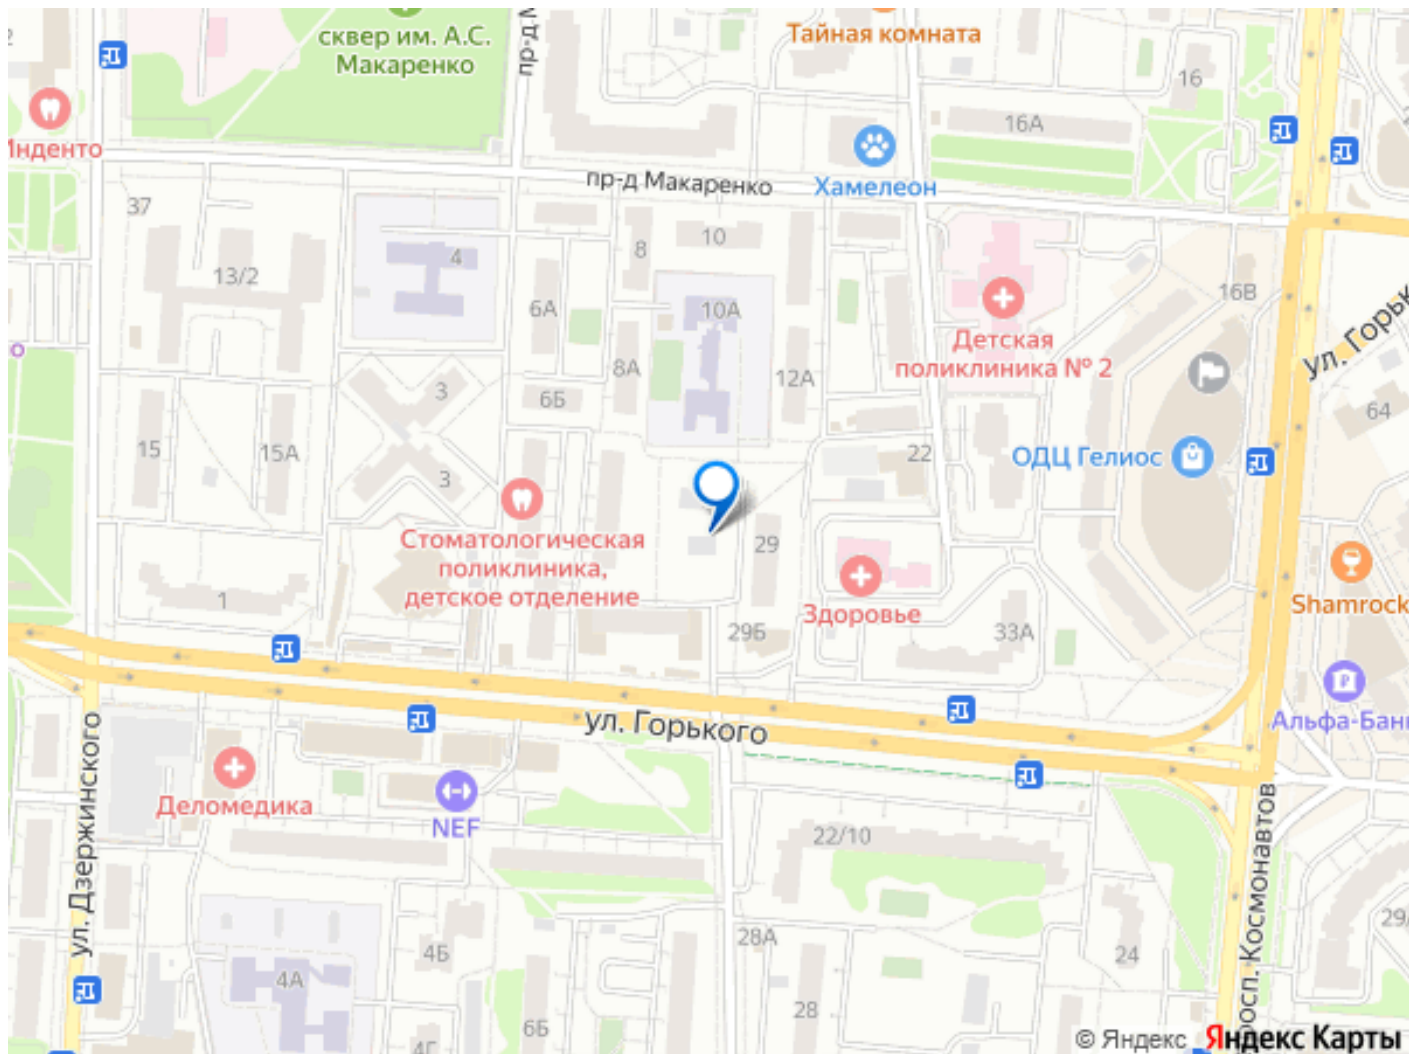 сквер им. А.С.
Макаренко
пр-д М
Тайная комната
16
16А
Инденто
пр-д Макаренко
Хамелеон
37
8
10
4
13/2
6А
10А
16В
Детская
поликлиника № 2
ул. Горьк
о
8А
12А
3
6Б
64
15
15А
22
ОДЦ Гелиос
3
Стоматологическая
поликлиника,
детское отделение
29
1
Здоровье
Shamrock
29Б
33А
₽
Альфа-Банк
ул. Горького
ул. Дзержинского
Деломедика
NEF
22/10
просп. Космонавтов
29/
4Б
28А
24
4А
6Б
28
4Г
© Яндекс Яндекс Карты